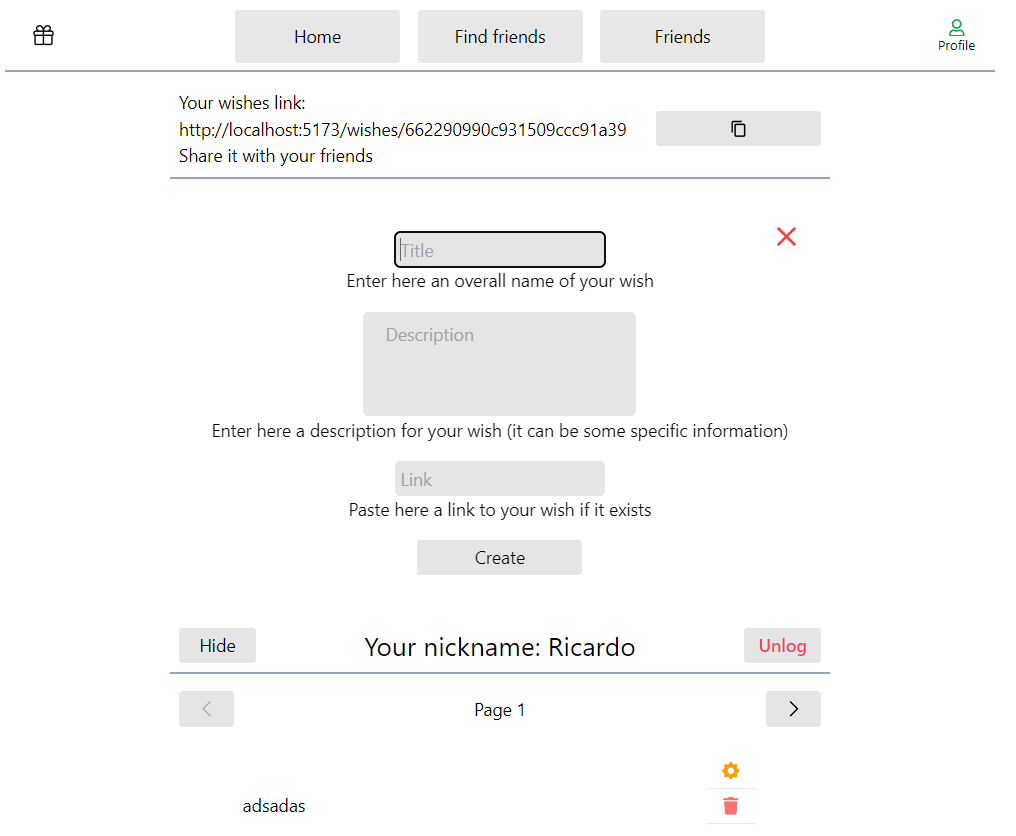 Home
Find friends
Friends
Profile
Your wishes link:
http://localhost:5173/wishes/662290990c931509ccc91a39
Share it with your friends
Title
Enter here an overall name of your wish
Description
Enter here a description for your wish (it can be some specific information)
Link
Paste here a link to your wish if it exists
Create
Hide
Your nickname: Ricardo
Unlog
Page 1
adsadas